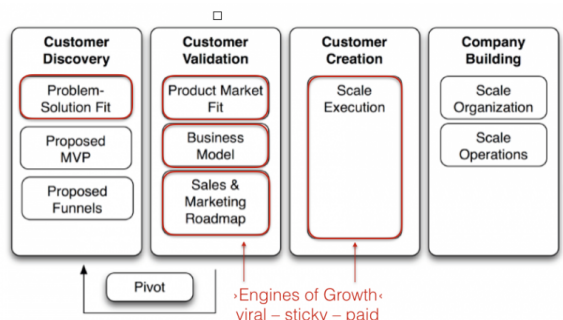 Customer
Discovery
Problem-
Solution Fit
Proposed
MVP
Proposed
Funnels
Customer
Validation
Product Market
Fit
Business
Model
Sales &
Marketing
Roadmap
Customer
Creation
Scale
Execution
Company
Building
Scale
Organization
Scale
Operations
Pivot
›Engines of Growth‹
viral – sticky – paid